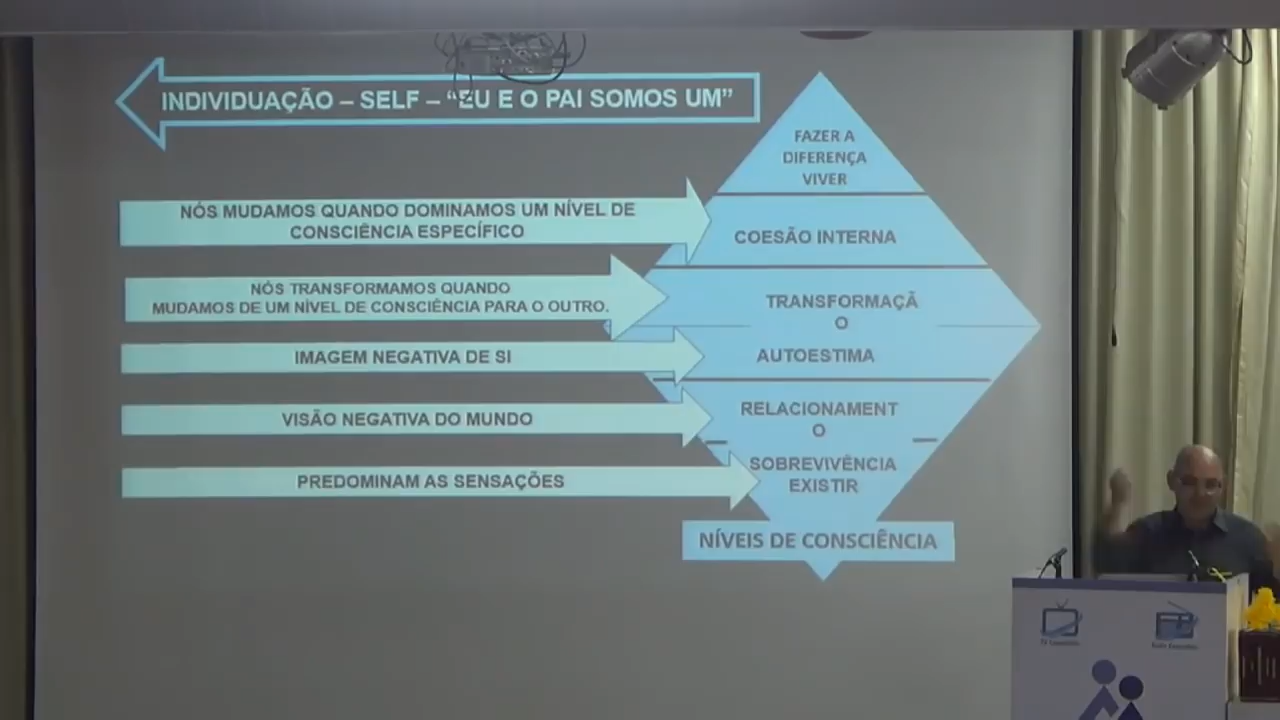 INDIVIDUAÇÃO – SELF – “EU E O PAI SOMOS UM”
FAZER A
DIFERENÇA
VIVER
NÓS MUDAMOS QUANDO DOMINAMOS UM NÍVEL DE
CONSCIÊNCIA ESPECÍFICO
COESÃO INTERNA
NÓS TRANSFORMAMOS QUANDO
MUDAMOS DE UM NÍVEL DE CONSCIÊNCIA PARA O OUTRO.
TRANSFORMAÇÃ
O
IMAGEM NEGATIVA DE SI
AUTOESTIMA
VISÃO NEGATIVA DO MUNDO
RELACIONAMENT
O
PREDOMINAM AS SENSAÇÕES
SOBREVIVÊNCIA
EXISTIR
NÍVEIS DE CONSCIÊNCIA